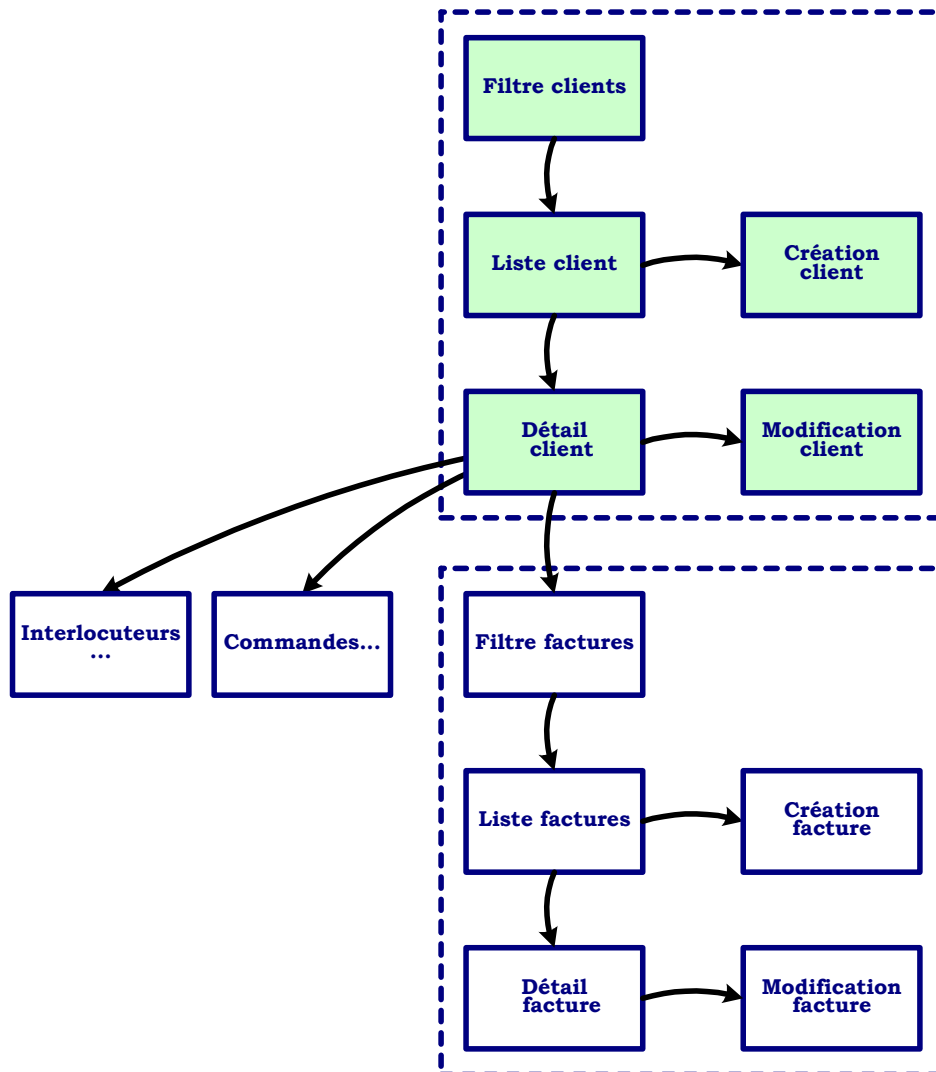 Filtre clients
Liste client
Création
client
Détail
client
Modification
client
Interlocuteurs
...
Commandes...
Filtre factures
Liste factures
Création
facture
Détail
facture
Modification
facture